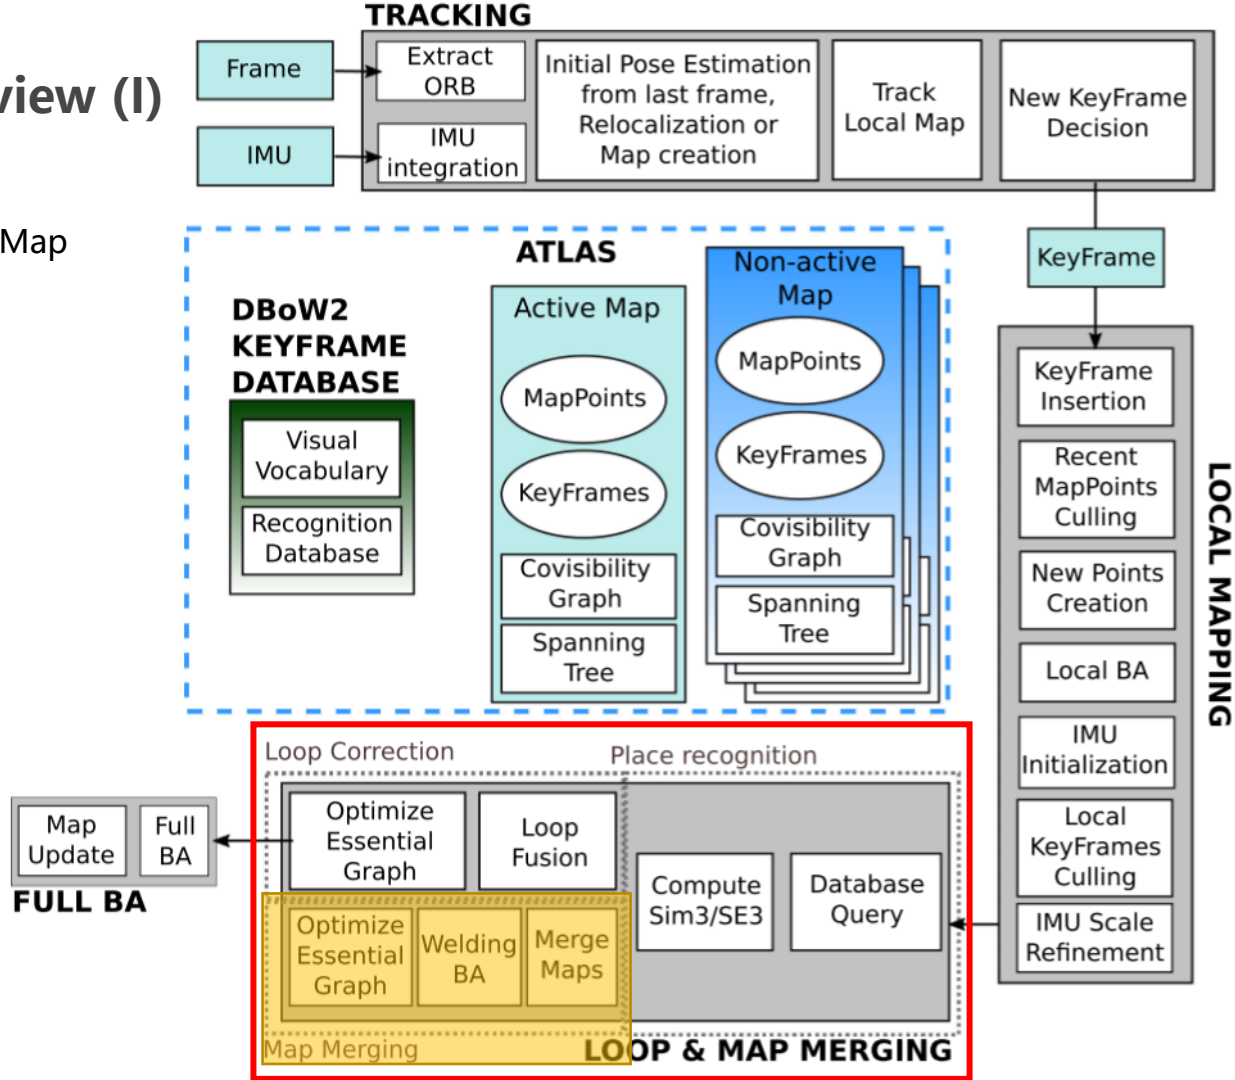 TRACKING
view (I)
Map
Frame
IMU
Extract
ORB
IMU
integration
Initial Pose Estimation
from last frame,
Relocalization or
Map creation
Track
Local Map
New KeyFrame
Decision
KeyFrame
ATLAS
DBoW2
KEYFRAME
DATABASE
Visual
Vocabulary
Recognition
Database
Active Map
MapPoints
KeyFrames
Covisibility
Graph
Spanning
Tree
Non-active
Map
MapPoints
KeyFrames
Covisibility
Graph
Spanning
Tree
KeyFrame
Insertion
Recent
MapPoints
Culling
New Points
Creation
Local BA
IMU
Initialization
Local
KeyFrames
Culling
IMU Scale
Refinement
LOCAL MAPPING
Loop Correction
Place recognition
Optimize
Essential
Graph
Loop
Fusion
Compute
Sim3/SE3
Database
Query
Optimize
Essential
Graph
Welding
BA
Merge
Maps
Map Merging
LOOP & MAP MERGING
Map
Update
Full
BA
FULL BA